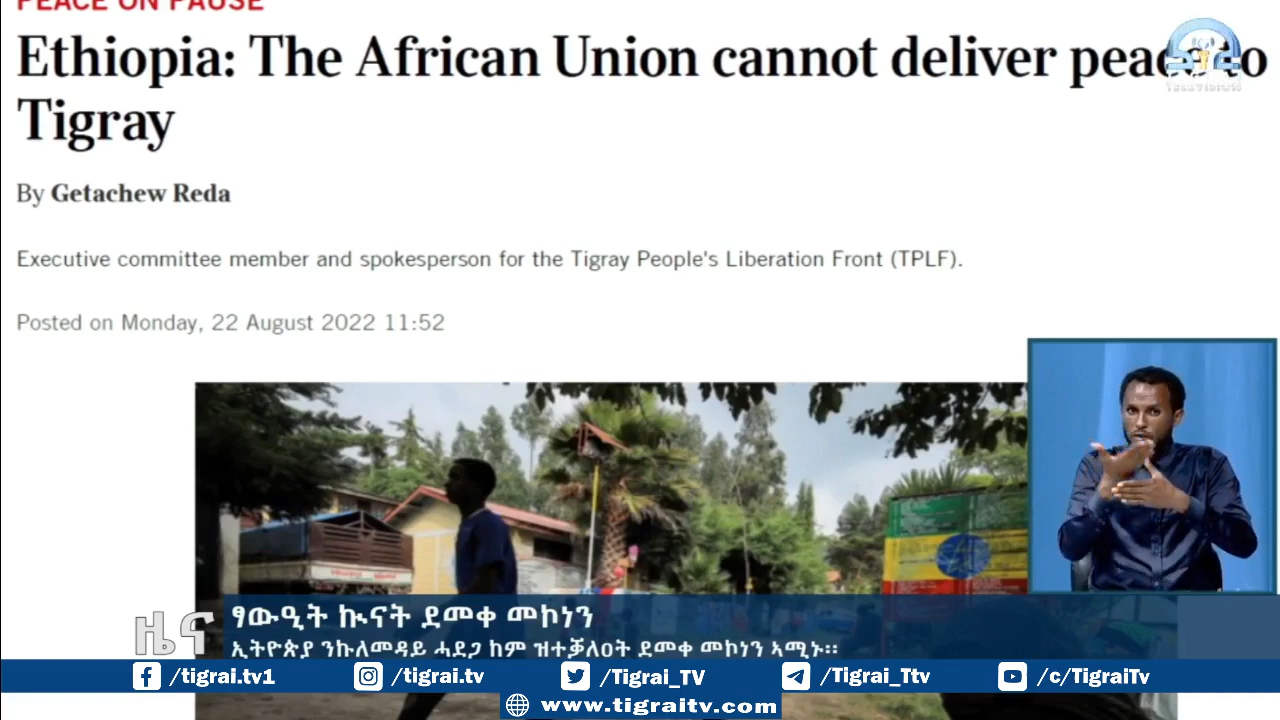 PEACE ON PAUSE
Ethiopia: The African Union cannot deliver peace to
Tigray
By Getachew Reda
Executive committee member and spokesperson for the Tigray People's Liberation Front (TPLF).
Posted on Monday, 22 August 2022 11:52
TELEVISION
ዜና
ፃውዒት ኲናት ደመቀ መኮነን
ኢትዮጵያ ንኩለመዳይ ሓደጋ ከም ዝተቓለዐት ደመቀ መኮነን ኣሚኑ።
/tigrai.tv1
/tigrai.tv
/Tigrai_TV
/Tigrai_Ttv
/c/TigraiTv
www.tigraitv.com